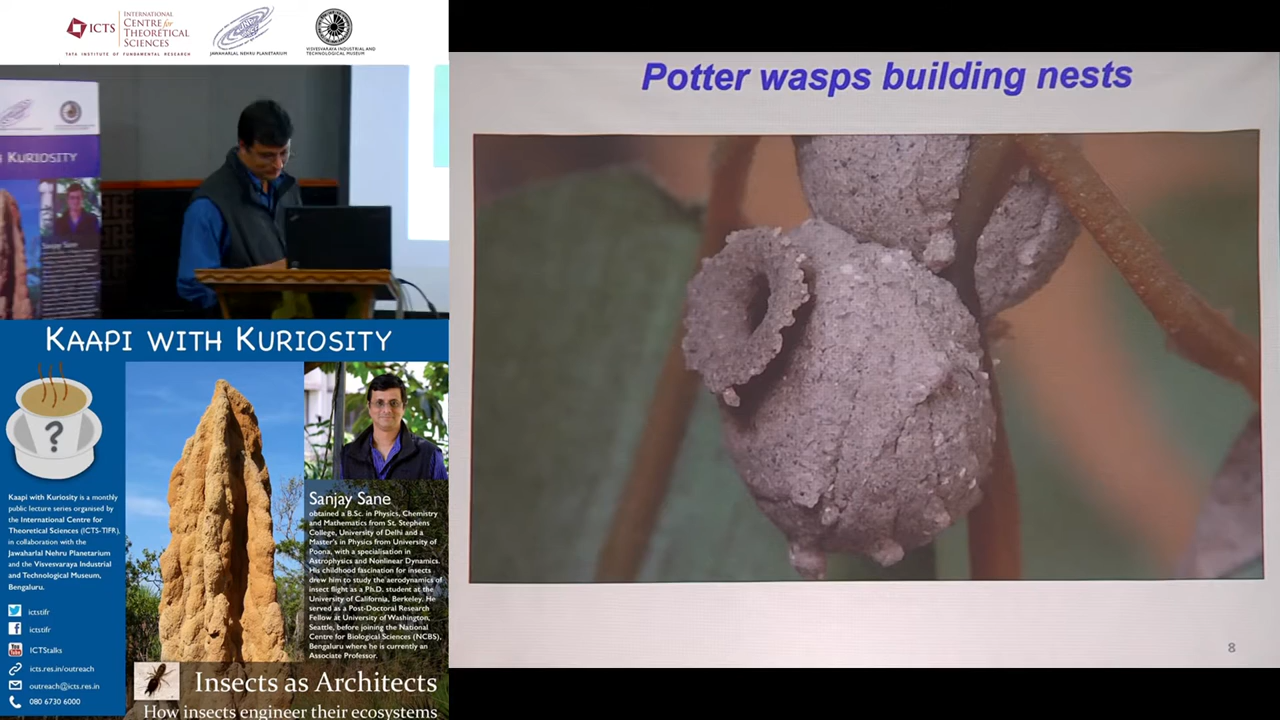 ICTS
INTERNATIONAL
CENTRE for
THEORETICAL
SCIENCES
TATA INSTITUTE OF FUNDAMENTAL RESEARCH
JAWAHARLAL NEHRU PLANETARIUM
VISVESVARAYA INDUSTRIAL AND
TECHNOLOGICAL MUSEUM
KURIOSITY
Sanjay Sane
KAAPI WITH KURIOSITY
?
Kaapi with Kuriosity is a monthly
public lecture series organised by
the International Centre for
Theoretical Sciences (ICTS-TIFR),
in collaboration with the
Jawaharlal Nehru Planetarium
and the Visvesvaraya Industrial
and Technological Museum,
Bengaluru.
ictstifr
ictstifr
You
Tube
ICTStalks
icts.res.in/outreach
outreach@icts.res.in
080 6730 6000
Sanjay Sane
obtained a B.Sc. in Physics, Chemistry
and Mathematics from St. Stephens
College, University of Delhi and a
Master's in Physics from University of
Poona, with a specialisation in
Astrophysics and Nonlinear Dynamics.
His childhood fascination for insects
drew him to study the aerodynamics of
insect flight as a Ph.D. student at the
University of California, Berkeley. He
served as a Post-Doctoral Research
Fellow at University of Washington,
Seattle, before joining the National
Centre for Biological Sciences (NCBS),
Bengaluru where he is currently an
Associate Professor.
Insects as Architects
How insects engineer their ecosystems
Potter wasps building nests
8